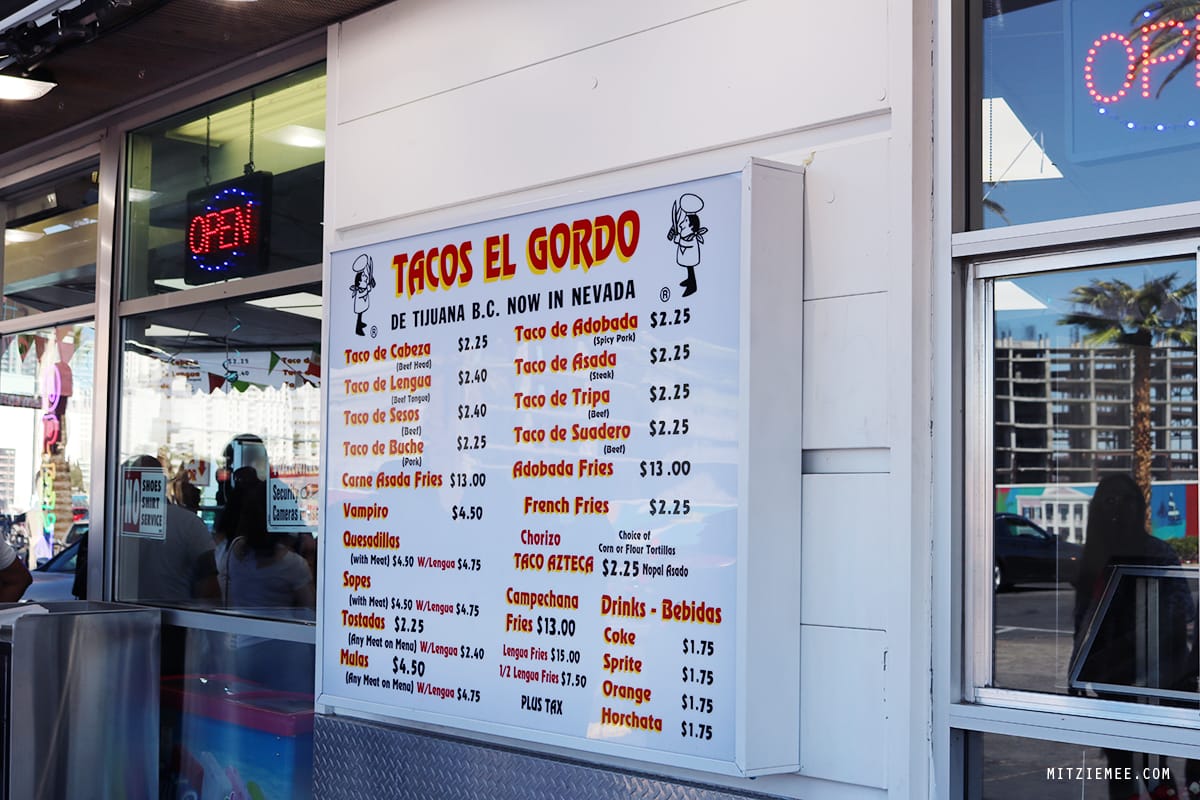 OPEN
NO SHOES
SHIRT
SERVICE
Security
Cameras
TACOS EL GORDO
DE TIJUANA B.C. NOW IN NEVADA
®
®
Taco de Cabeza $2.25
(Beef Head)
Taco de Lengua $2.40
(Beef Tongue)
Taco de Sesos $2.40
(Beef)
Taco de Buche $2.25
(Pork)
Carne Asada Fries $13.00
Vampiro $4.50
Quesadillas
(with Meat) $4.50 W/Lengua $4.75
Sopes
(with Meat) $4.50 W/Lengua $4.75
Tostadas $2.25
(Any Meat on Menu) W/Lengua $2.40
Mulas $4.50
(Any Meat on Menu) W/Lengua $4.75
Taco de Adobada $2.25
(Spicy Pork)
Taco de Asada $2.25
(Steak)
Taco de Tripa $2.25
(Beef)
Taco de Suadero $2.25
(Beef)
Adobada Fries $13.00
French Fries $2.25
Chorizo Choice of
Corn or Flour Tortillas
TACO AZTECA $2.25 Nopal Asado
Campechana
Fries $13.00
Lengua Fries $15.00
1/2 Lengua Fries $7.50
PLUS TAX
Drinks - Bebidas
Coke $1.75
Sprite $1.75
Orange $1.75
Horchata $1.75
OPE
MITZIEMEE.COM